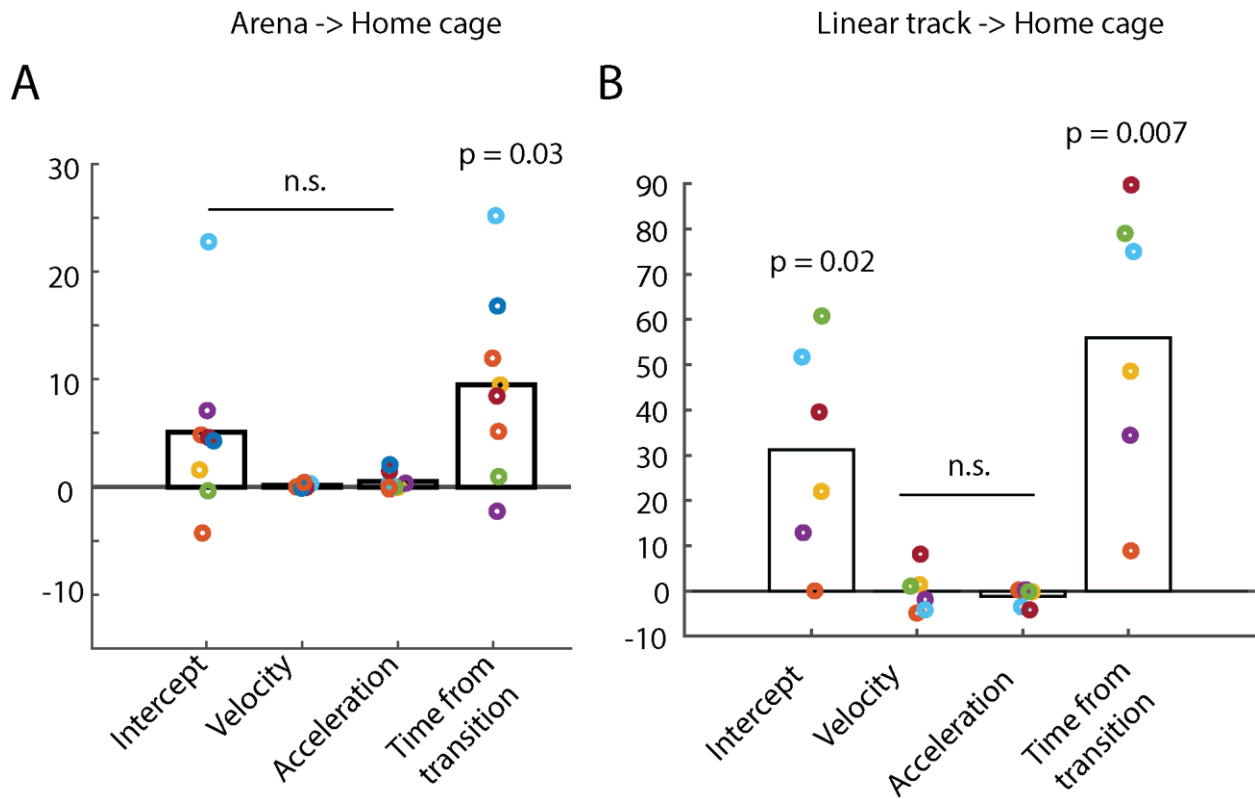 Arena -> Home cage
Linear track -> Home cage
A
B
p = 0.03
n.s.
30
20
10
0
-10
Intercept
Velocity
Acceleration
Time from
transition
p = 0.007
p = 0.02
n.s.
90
80
70
60
50
40
30
20
10
0
-10
Intercept
Velocity
Acceleration
Time from
transition